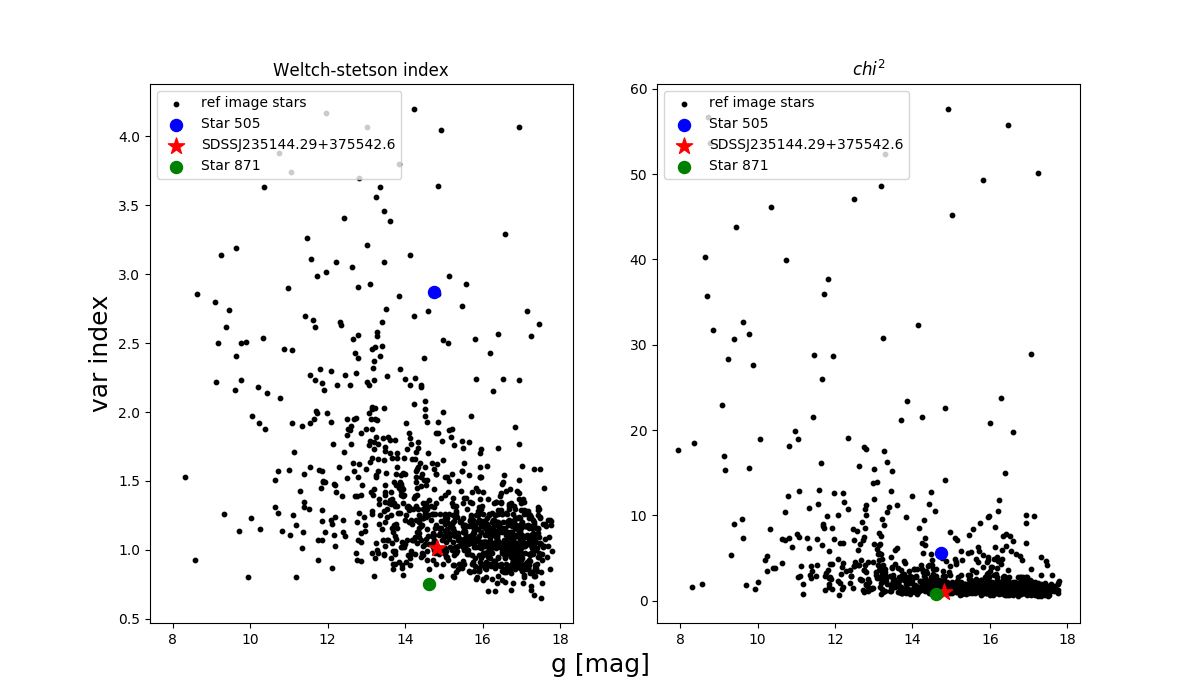 Weltch-stetson index
chi²
ref image stars
Star 505
SDSSJ235144.29+375542.6
Star 871
ref image stars
Star 505
SDSSJ235144.29+375542.6
Star 871
var index
4.0
3.5
3.0
2.5
2.0
1.5
1.0
0.5
8 10 12 14 16 18
60
50
40
30
20
10
0
8 10 12 14 16 18
g [mag]